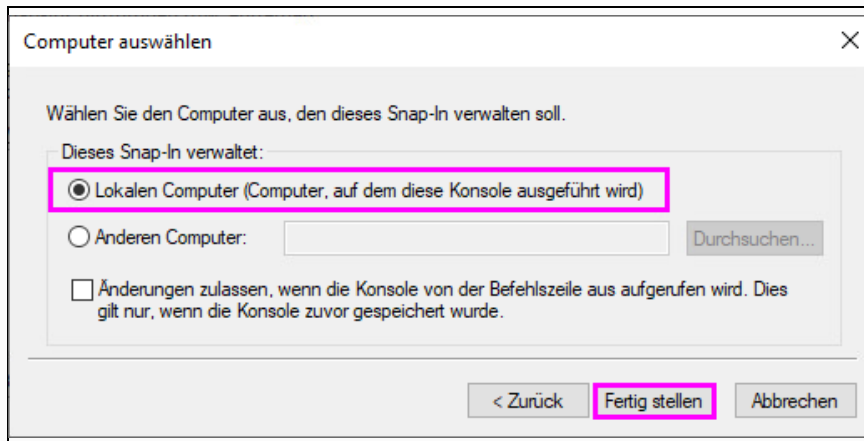 Computer auswählen
Wählen Sie den Computer aus, den dieses Snap-In verwalten soll.
Dieses Snap-In verwaltet:
Lokalen Computer (Computer, auf dem diese Konsole ausgeführt wird)
Anderen Computer:
Durchsuchen...
Änderungen zulassen, wenn die Konsole von der Befehlszeile aus aufgerufen wird. Dies
gilt nur, wenn die Konsole zuvor gespeichert wurde.
< Zurück
Fertig stellen
Abbrechen